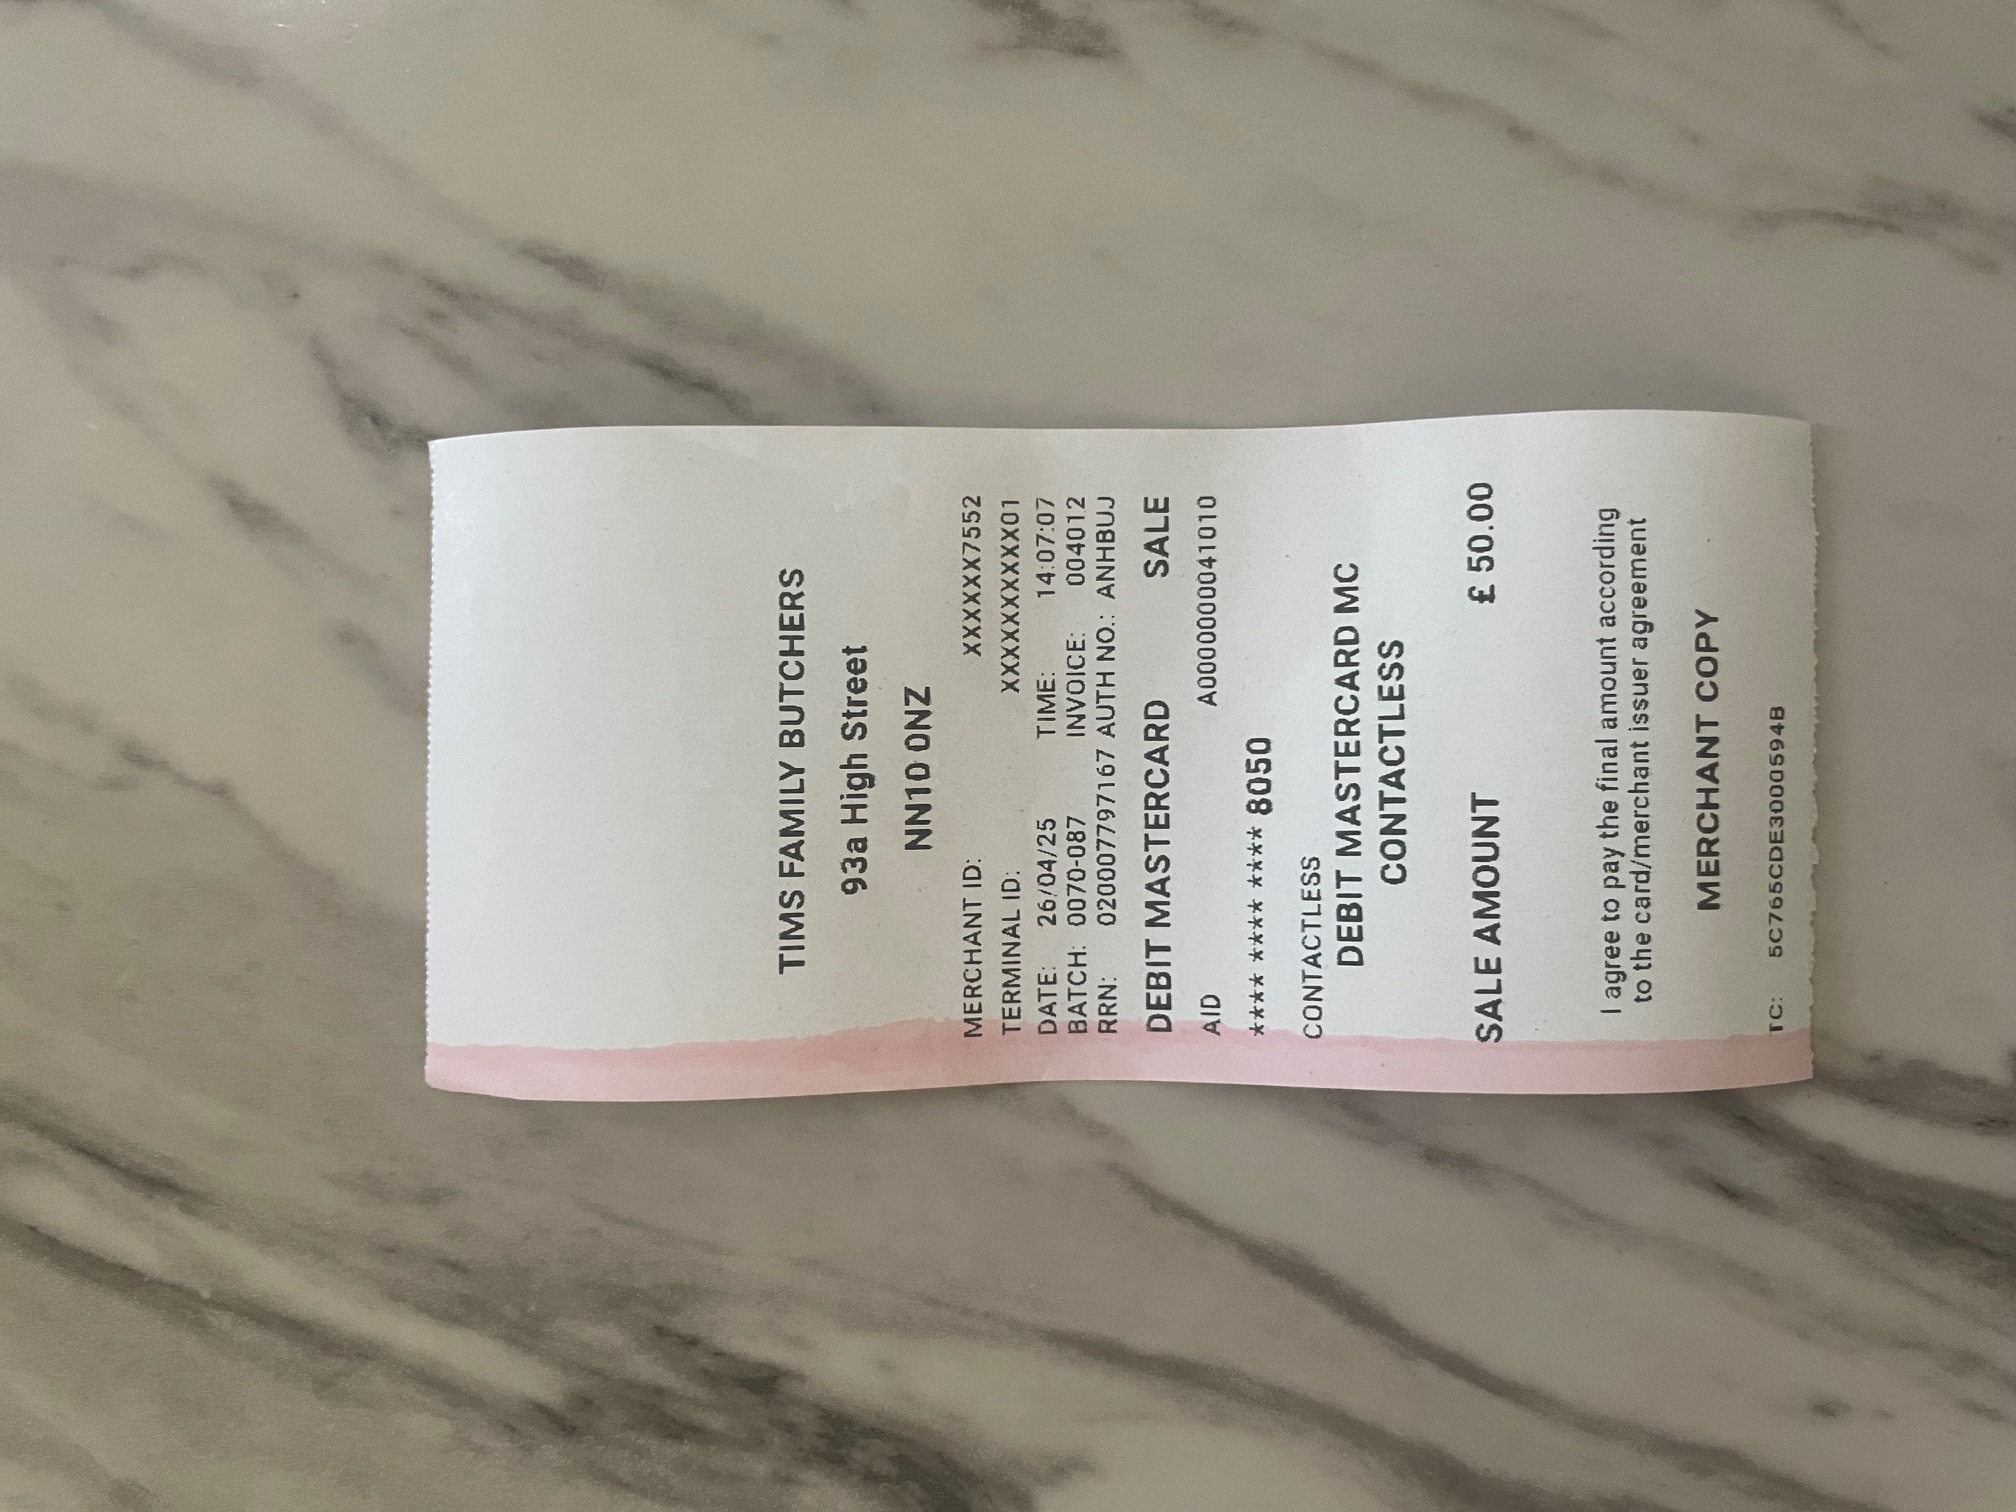 TIMS FAMILY BUTCHERS
93a High Street
NN10 0NZ
MERCHANT ID: XXXXXX7552
TERMINAL ID: XXXXXXXXXX01
DATE: 26/04/25 TIME: 14:07:07
BATCH: 0070-087 INVOICE: 004012
RRN: 020007797167 AUTH NO.: ANHBUJ
DEBIT MASTERCARD SALE
AID A0000000041010
**** **** **** 8050
CONTACTLESS
DEBIT MASTERCARD MC
CONTACTLESS
SALE AMOUNT £ 50.00
I agree to pay the final amount according
to the card/merchant issuer agreement
MERCHANT COPY
TC: 5C765CDE3000594B